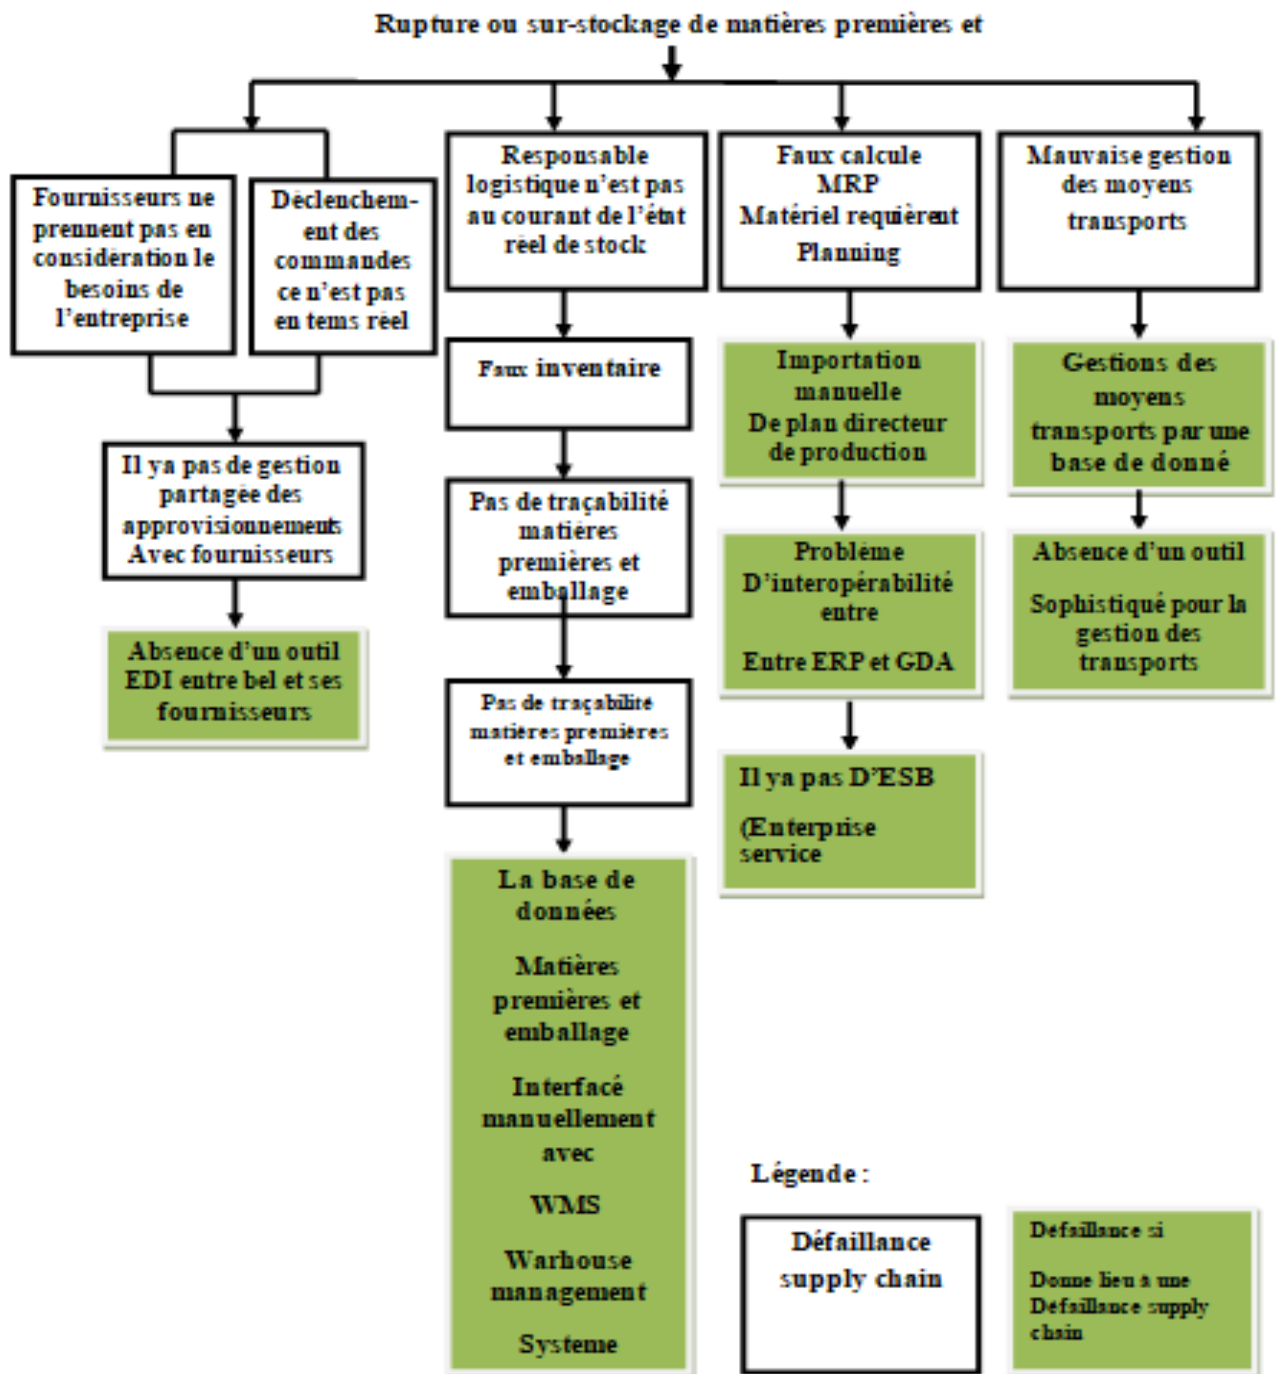 Rupture ou sur-stockage de matières premières et
Fournisseurs ne
prennent pas en
considération le
besoins de
l'entreprise
Déclenchem-
ent des
commandes
ce n'est pas
en tems réel
Il ya pas de gestion
partagée des
approvisionnements
Avec fournisseurs
Absence d'un outil
EDI entre bel et ses
fournisseurs
Responsable
logistique n'est pas
au courant de l'état
réel de stock
Faux inventaire
Pas de traçabilité
matières
premières et
emballage
Pas de traçabilité
matières premières
et emballage
La base de
données
Matières
premières et
emballage
Interfacé
manuellement
avec
WMS
Warhouse
management
Systeme
Faux calcule
MRP
Matériel requièrent
Planning
Importation
manuelle
De plan directeur
de production
Problème
D'interopérabilité
entre
Entre ERP et GDA
Il ya pas D'ESB
(Enterprise
service
Mauvaise gestion
des moyens
transports
Gestions des
moyens
transports par une
base de donné
Absence d'un outil
Sophistiqué pour la
gestion des
transports
Légende :
Défaillance
supply chain
Défaillance si
Donne lieu à une
Défaillance supply
chain